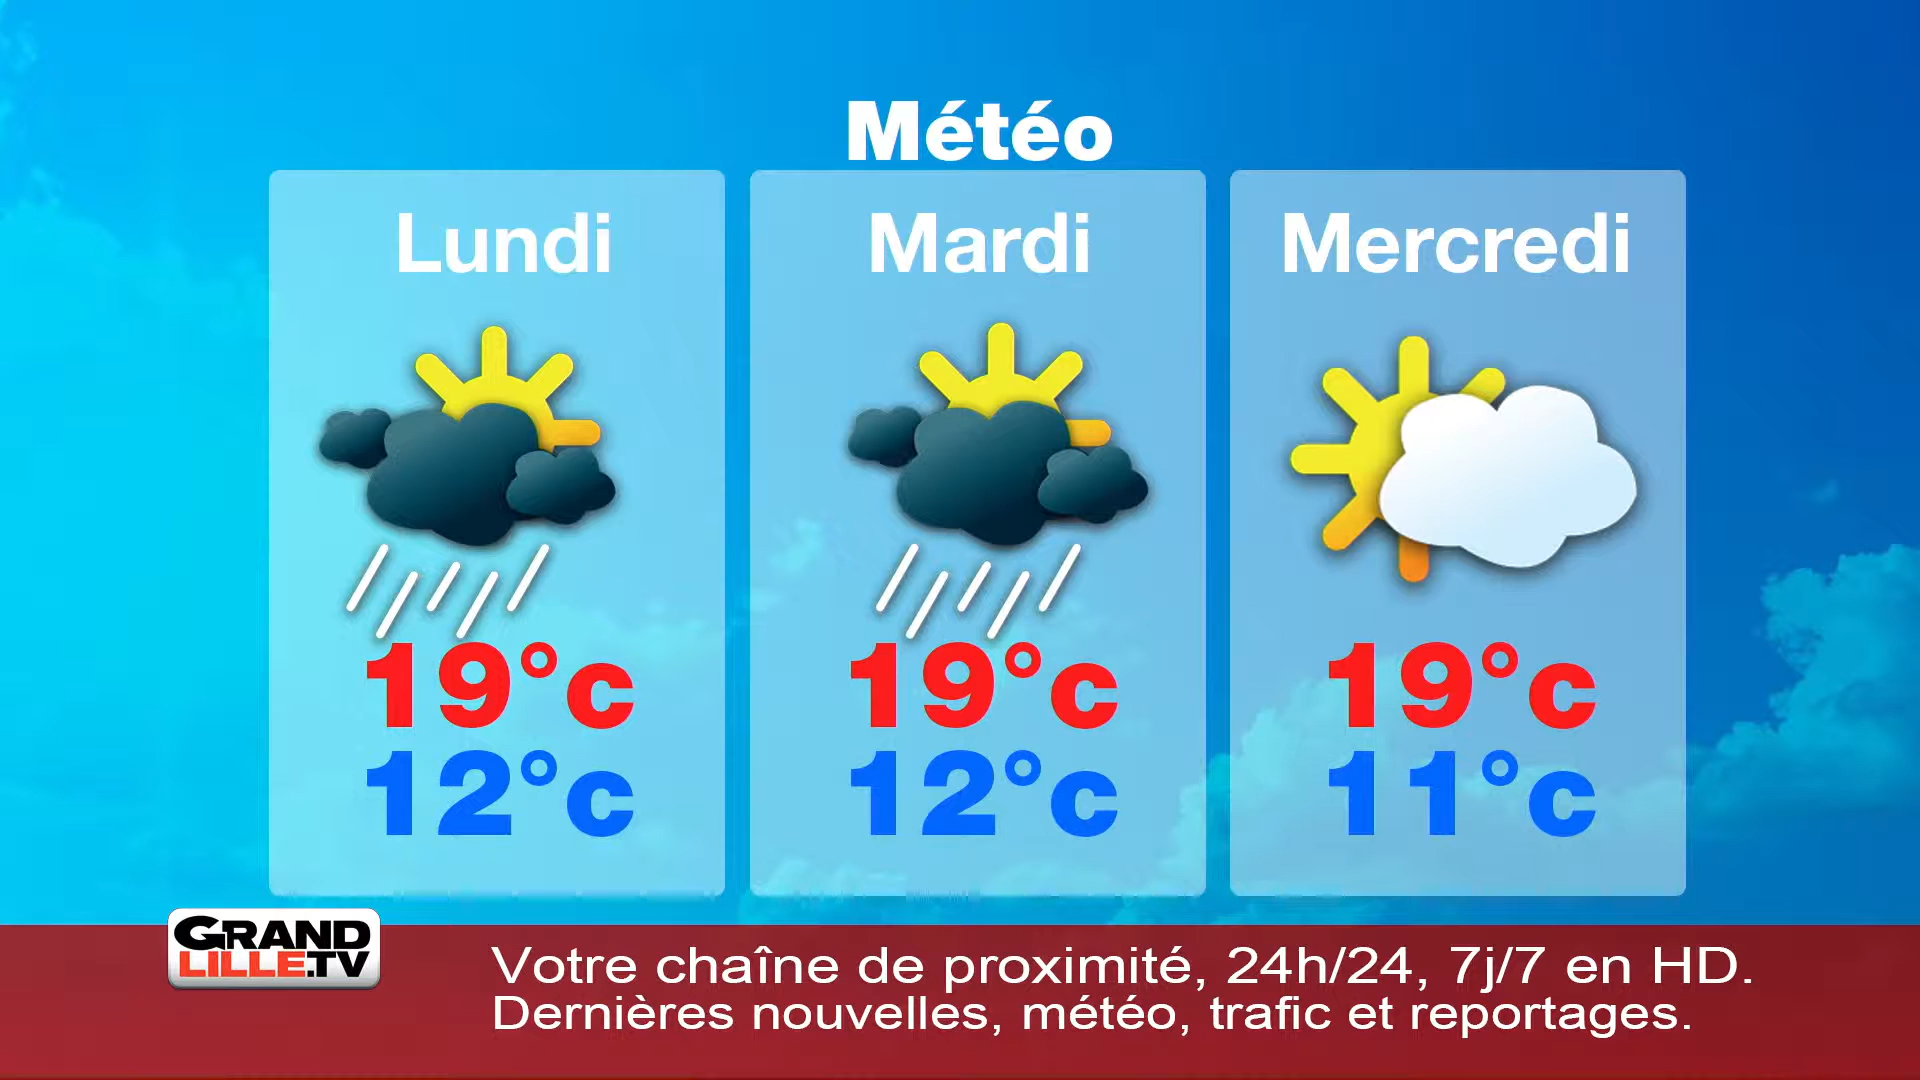 Météo
Lundi
Mardi
Mercredi
19°c
19°c
19°c
12°c
12°c
11°c
GRAND
LILLE.TV
Votre chaîne de proximité, 24h/24, 7j/7 en HD.
Dernières nouvelles, météo, trafic et reportages.